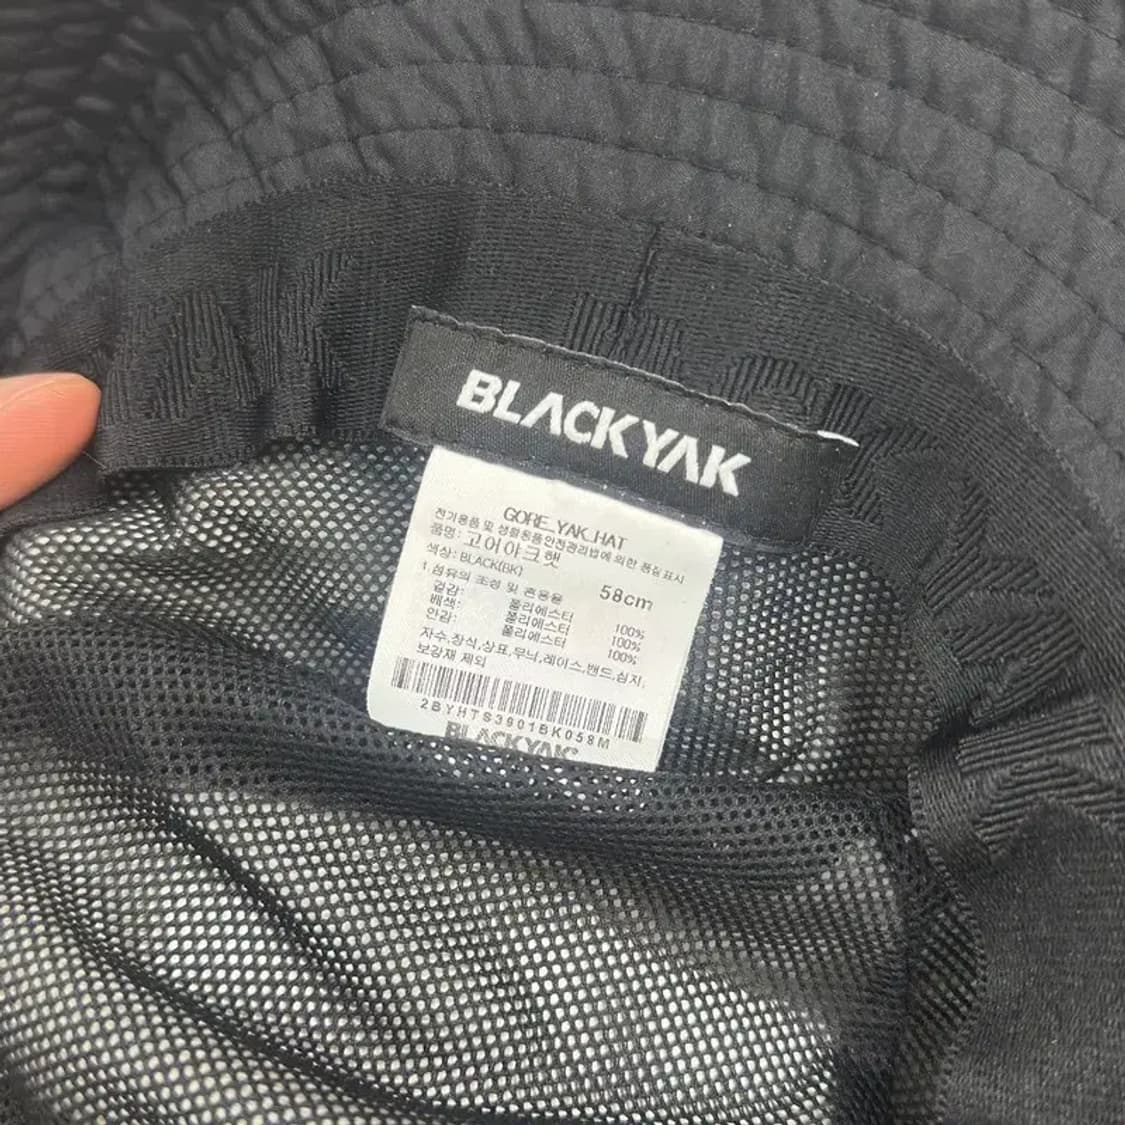 BLACKYAK
GORE_YAK_HAT
전기용품 및 생활용품안전관리법에 의한 품질표시
품명: 고어야크햇
색상: BLACK(BK) 58cm
1.섬유의 조성 및 혼용율
겉감: 폴리에스터 100%
배색: 폴리에스터 100%
안감: 폴리에스터 100%
자수,장식,상표,무늬,레이스,밴드,심지,
보강재 제외
2BYHTS3901BK058M
BLACKYAK